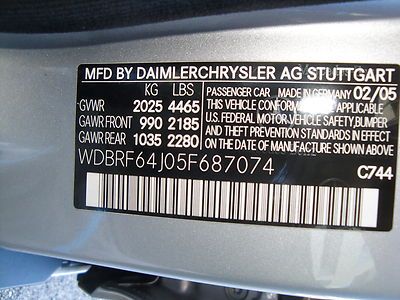 MFD BY DAIMLERCHRYSLER AG STUTTGART
KG LBS
GVWR 2025 4465
GAWR FRONT 990 2185
GAWR REAR 1035 2280
PASSENGER CAR MADE IN GERMANY 02/05
THIS VEHICLE CONFORMS TO ALL APPLICABLE
U.S. FEDERAL MOTOR VEHICLE SAFETY, BUMPER
AND THEFT PREVENTION STANDARDS IN EFFECT
ON THE DATE OF MANUFACTURE SHOWN ABOVE
WDBRF64J05F687074
C744